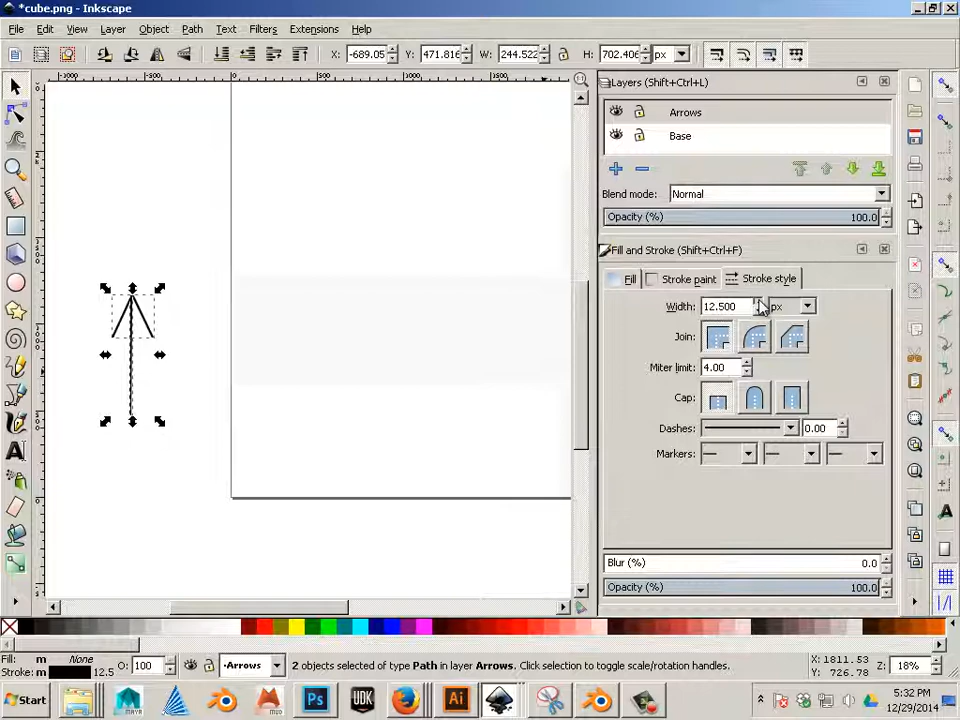 *cube.png - Inkscape
File Edit View Layer Object Path Text Filters Extensions Help
X: -689.05 Y: 471.816 W: 244.522 H: 702.406 px
Layers (Shift+Ctrl+L)
Arrows
Base
Blend mode: Normal
Opacity (%) 100.0
Fill and Stroke (Shift+Ctrl+F)
Fill Stroke paint Stroke style
Width: 12.500 px
Join:
Miter limit: 4.00
Cap:
Dashes: 0.00
Markers:
Blur (%) 0.0
Opacity (%) 100.0
Fill: m None
Stroke: m 12.5
O: 100
Arrows
2 objects selected of type Path in layer Arrows. Click selection to toggle scale/rotation handles.
X: 1811.53
Y: 726.78
Z: 18%
Start
MAYA
MUD
Ps
UDK
Ai
5:32 PM
12/29/2014